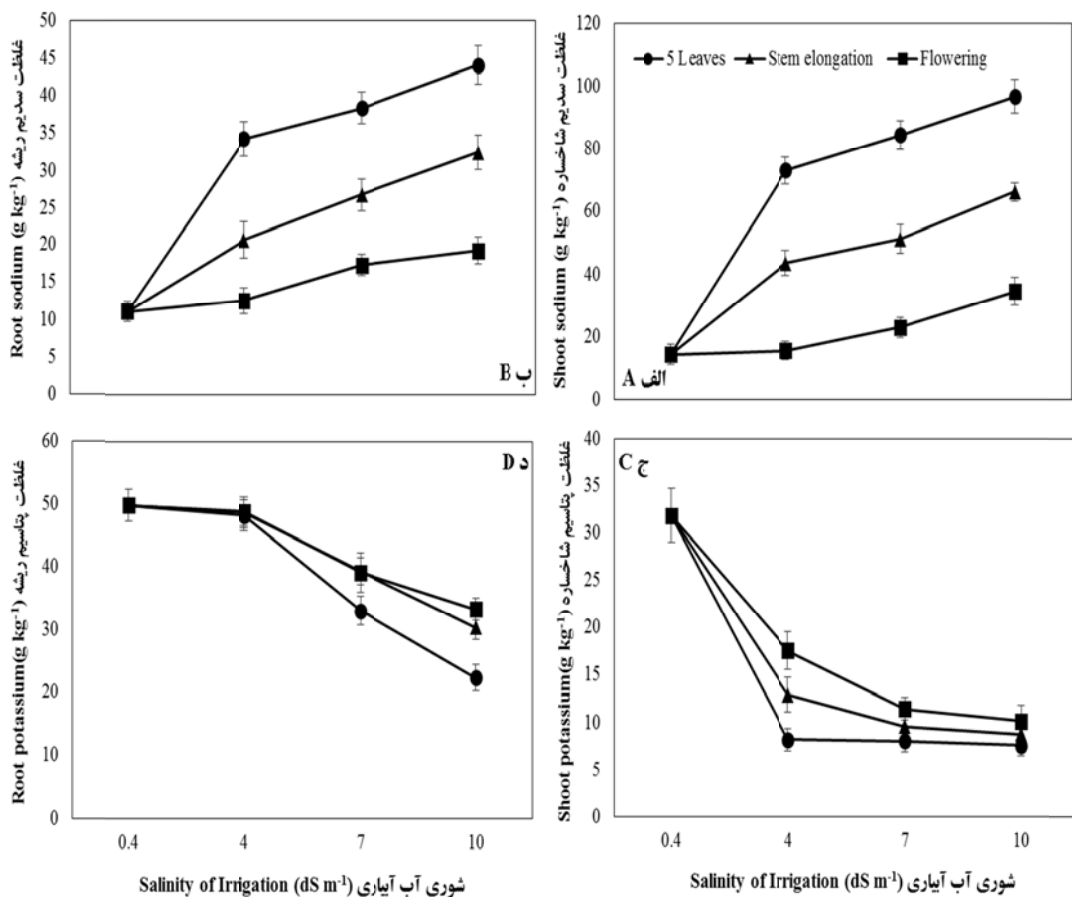 غلظت سدیم ریشه Root sodium (g kg⁻¹)
50
45
40
35
30
25
20
15
10
5
0
ب B
غلظت سدیم شاخساره Shoot sodium (g kg⁻¹)
120
100
80
60
40
20
0
5 Leaves
Stem elongation
Flowering
الف A
غلظت پتاسیم ریشه Root potassium(g kg⁻¹)
60
50
40
30
20
10
0
د D
0.4 4 7 10
Salinity of Irrigation (dS m⁻¹) شوری آب آبیاری
غلظت پتاسیم شاخساره Shoot potassium(g kg⁻¹)
40
35
30
25
20
15
10
5
0
ج C
0.4 4 7 10
Salinity of Irrigation (dS m⁻¹) شوری آب آبیاری